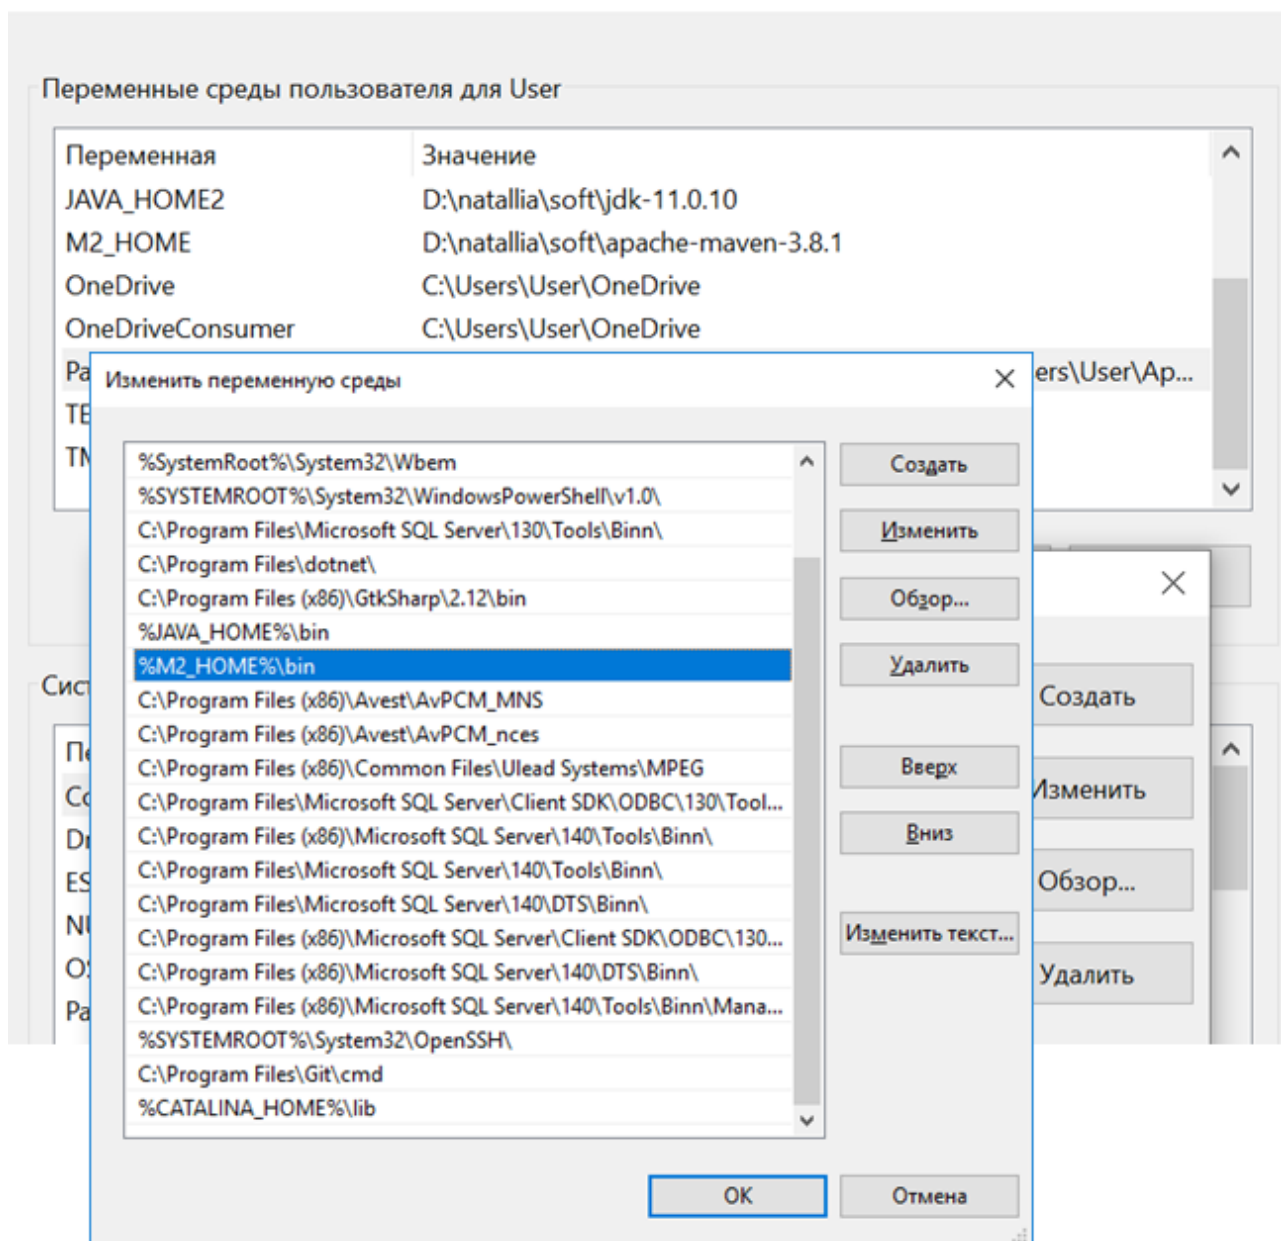 Переменные среды пользователя для User
Переменная Значение
JAVA_HOME2 D:\natallia\soft\jdk-11.0.10
M2_HOME D:\natallia\soft\apache-maven-3.8.1
OneDrive C:\Users\User\OneDrive
OneDriveConsumer C:\Users\User\OneDrive
Pa ers\User\Ap...
TE
Изменить переменную среды
%SystemRoot%\System32\Wbem
%SYSTEMROOT%\System32\WindowsPowerShell\v1.0\
C:\Program Files\Microsoft SQL Server\130\Tools\Binn\
C:\Program Files\dotnet\
C:\Program Files (x86)\GtkSharp\2.12\bin
%JAVA_HOME%\bin
%M2_HOME%\bin
C:\Program Files (x86)\Avest\AvPCM_MNS
C:\Program Files (x86)\Avest\AvPCM_nces
C:\Program Files (x86)\Common Files\Ulead Systems\MPEG
C:\Program Files\Microsoft SQL Server\Client SDK\ODBC\130\Tool...
C:\Program Files (x86)\Microsoft SQL Server\140\Tools\Binn\
C:\Program Files\Microsoft SQL Server\140\Tools\Binn\
C:\Program Files\Microsoft SQL Server\140\DTS\Binn\
C:\Program Files (x86)\Microsoft SQL Server\Client SDK\ODBC\130...
C:\Program Files (x86)\Microsoft SQL Server\140\DTS\Binn\
C:\Program Files (x86)\Microsoft SQL Server\140\Tools\Binn\Mana...
%SYSTEMROOT%\System32\OpenSSH\
C:\Program Files\Git\cmd
%CATALINA_HOME%\lib
Создать
Изменить
Обзор...
Удалить
Вверх
Вниз
Изменить текст...
OK
Отмена
Сист
Co
ES
Pa
Создать
Изменить
Обзор...
Удалить